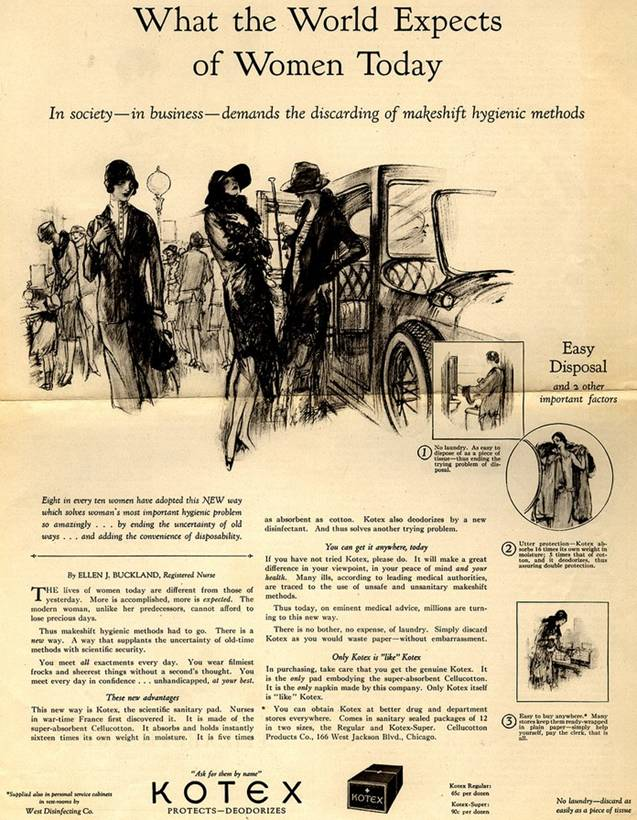 What the World Expects
of Women Today
In society—in business—demands the discarding of makeshift hygienic methods
Easy
Disposal
and 2 other
important factors
① No laundry. As easy to
dispose of as a piece of
tissue—thus ending the
trying problem of dis-
posal.
② Utter protection—Kotex ab-
sorbs 16 times its own weight in
moisture; 5 times that of cot-
ton, and it deodorizes, thus
assuring double protection.
③ Easy to buy anywhere.* Many
stores keep them ready-wrapped
in plain paper—simply help
yourself, pay the clerk, that is
all.
Eight in every ten women have adopted this NEW way
which solves woman's most important hygienic problem
so amazingly . . . by ending the uncertainty of old
ways . . . and adding the convenience of disposability.
By ELLEN J. BUCKLAND, Registered Nurse
THE lives of women today are different from those of
yesterday. More is accomplished, more is expected. The
modern woman, unlike her predecessors, cannot afford to
lose precious days.
Thus makeshift hygienic methods had to go. There is a
new way. A way that supplants the uncertainty of old-time
methods with scientific security.
You meet all exactments every day. You wear filmiest
frocks and sheerest things without a second's thought. You
meet every day in confidence . . . unhandicapped, at your best.
These new advantages
This new way is Kotex, the scientific sanitary pad. Nurses
in war-time France first discovered it. It is made of the
super-absorbent Cellucotton. It absorbs and holds instantly
sixteen times its own weight in moisture. It is five times
as absorbent as cotton. Kotex also deodorizes by a new
disinfectant. And thus solves another trying problem.
You can get it anywhere, today
If you have not tried Kotex, please do. It will make a great
difference in your viewpoint, in your peace of mind and your
health. Many ills, according to leading medical authorities,
are traced to the use of unsafe and unsanitary makeshift
methods.
Thus today, on eminent medical advice, millions are turn-
ing to this new way.
There is no bother, no expense, of laundry. Simply discard
Kotex as you would waste paper—without embarrassment.
Only Kotex is "like" Kotex
In purchasing, take care that you get the genuine Kotex. It
is the only pad embodying the super-absorbent Cellucotton.
It is the only napkin made by this company. Only Kotex itself
is "like" Kotex.
* You can obtain Kotex at better drug and department
stores everywhere. Comes in sanitary sealed packages of 12
in two sizes, the Regular and Kotex-Super. Cellucotton
Products Co., 166 West Jackson Blvd., Chicago.
*Supplied also in personal service cabinets
in rest-rooms by
West Disinfecting Co.
"Ask for them by name"
KOTEX
PROTECTS—DEODORIZES
KOTEX
Kotex Regular:
65c per dozen
Kotex-Super:
90c per dozen
No laundry—discard as
easily as a piece of tissue